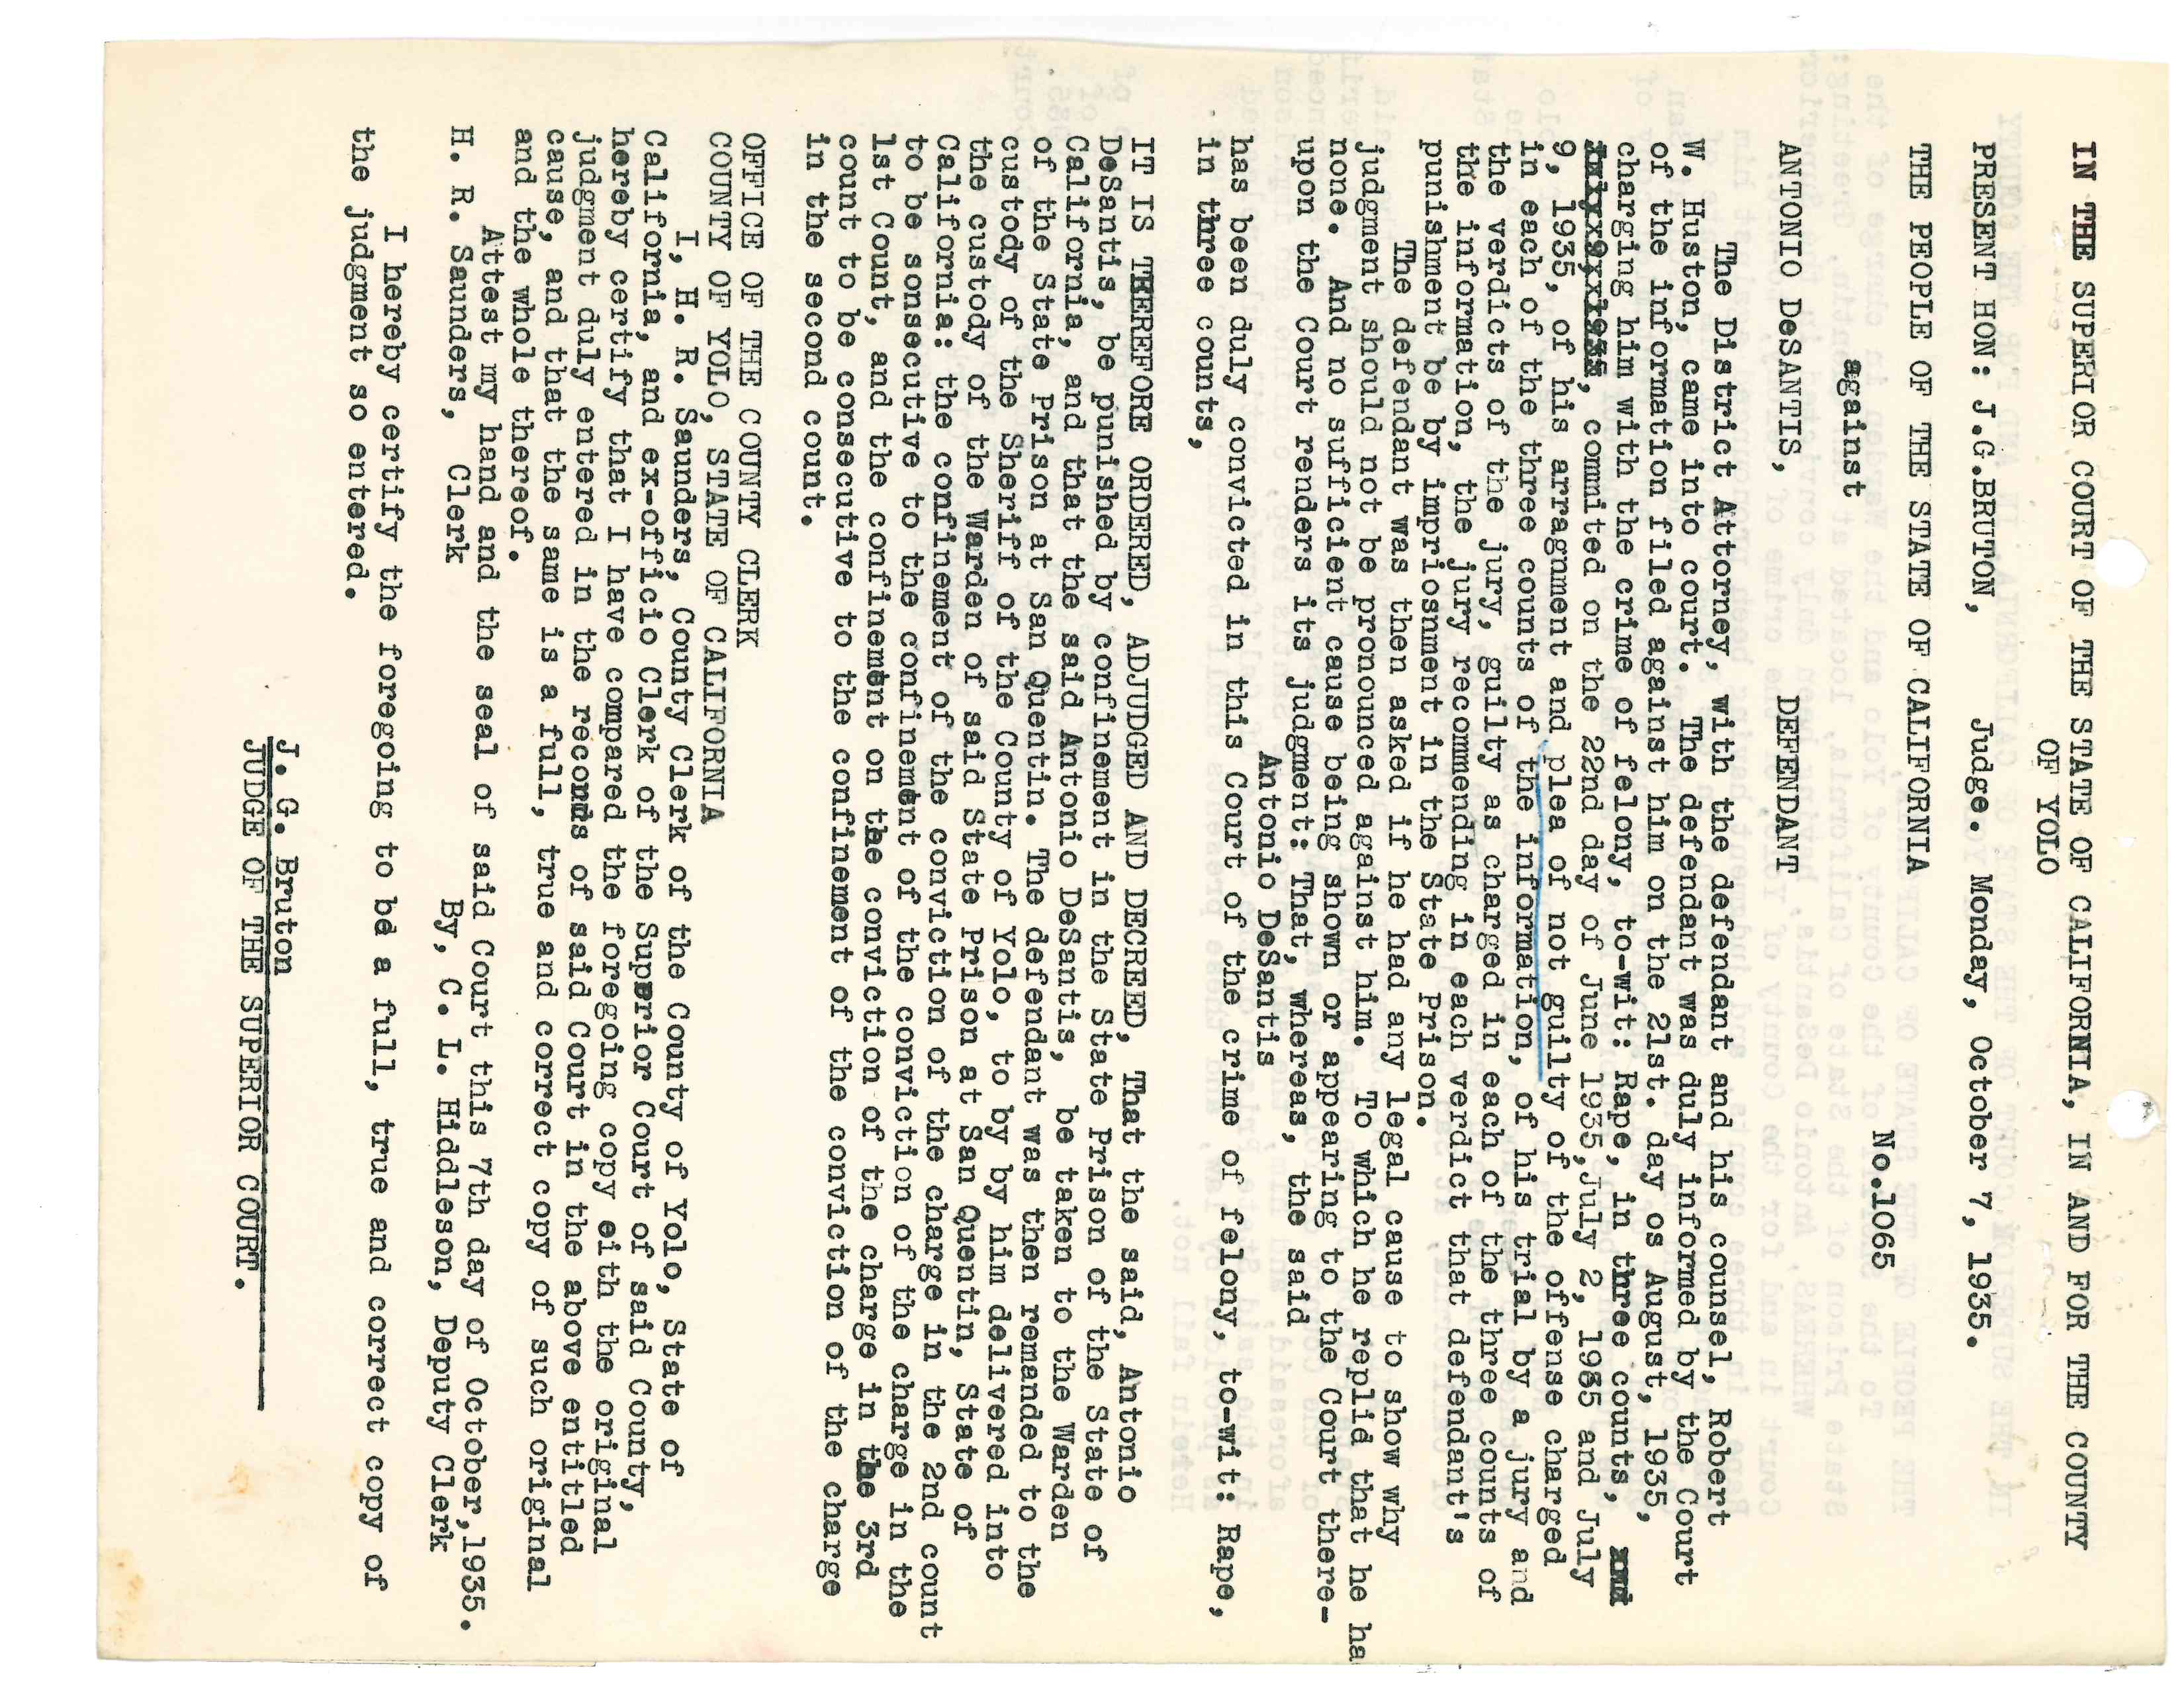 IN THE SUPERIOR COURT OF THE STATE OF CALIFORNIA, IN AND FOR THE COUNTY
OF YOLO
PRESENT HON: J.G.BRUTON, Judge. Monday, October 7, 1935.
THE PEOPLE OF THE STATE OF CALIFORNIA
No.1065
against
ANTONIO DeSANTIS, DEFENDANT
The District Attorney, with the defendant and his counsel, Robert
W. Huston, came into court. The defendant was duly informed by the Court
of the information filed against him on the 21st. day os August, 1935,
charging him with the crime of felony, to-wit: Rape, in three counts,
, commited on the 22nd day of June 1935,July 2, 1935 and July
9, 1935, of his arragnment and plea of not guilty of the offense charged
in each of the three counts of the information, of his trial by a jury and
the verdicts of the jury, guilty as charged in each of the three counts of
the information, the jury recommending in each verdict that defendant's
punishment be by impriosnment in the State Prison.
The defendant was then asked if he had any legal cause to show why
judgment should not be pronounced against him. To which he replid that he ha
none. And no sufficient cause being shown or appearing to the Court there-
upon the Court renders its judgment: That, whereas, the said
Antonio DeSantis
has been duly convicted in this Court of the crime of felony, to-wit: Rape,
in three counts,
IT IS THEREFORE ORDERED, ADJUDGED AND DECREED, That the said, Antonio
DeSantis, be punished by confinement in the State Prison of the State of
California, and that the said Antonio DeSantis, be taken to the Warden
of the State Prison at San Quentin. The defendant was then remanded to the
custody of the Sheriff of the County of Yolo, to by by him delivered into
the custody of the Warden of said State Prison at San Quentin, State of
California: the confinement of the conviction of the charge in the 2nd count
to be sonsecutive to the confinement of the conviction of the charge in the
1st Count, and the confinement on the conviction of the charge in the 3rd
count to be consecutive to the confinement of the conviction of the charge
in the second count.
OFFICE OF THE COUNTY CLERK
COUNTY OF YOLO, STATE OF CALIFORNIA
I, H. R. Saunders, County Clerk of the County of Yolo, State of
California, and ex-officio Clerk of the Superior Court of said County,
hereby certify that I have compared the foregoing copy eith the original
judgment duly entered in the records of said Court in the above entitled
cause, and that the same is a full, true and correct copy of such original
and the whole thereof.
Attest my hand and the seal of said Court this 7th day of October,1935.
H. R. Saunders, Clerk By, C. L. Hiddleson, Deputy Clerk
I hereby certify the foregoing to be a full, true and correct copy of
the judgment so entered.
J. G. Bruton
JUDGE OF THE SUPERIOR COURT.